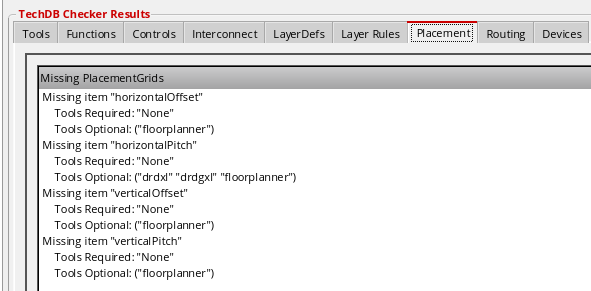 TechDB Checker Results
Tools Functions Controls Interconnect LayerDefs Layer Rules Placement Routing Devices
Missing PlacementGrids
Missing item "horizontalOffset"
Tools Required: "None"
Tools Optional: ("floorplanner")
Missing item "horizontalPitch"
Tools Required: "None"
Tools Optional: ("drdxl" "drdgxl" "floorplanner")
Missing item "verticalOffset"
Tools Required: "None"
Tools Optional: ("floorplanner")
Missing item "verticalPitch"
Tools Required: "None"
Tools Optional: ("floorplanner")